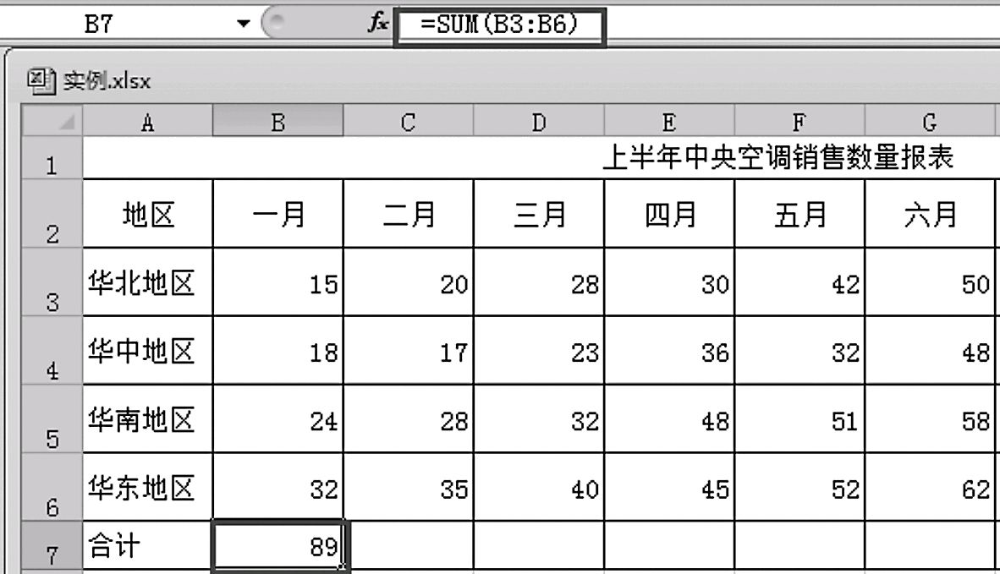 B7 fx =SUM(B3:B6)
实例.xlsx
A B C D E F G
1 上半年中央空调销售数量报表
2 地区 一月 二月 三月 四月 五月 六月
3 华北地区 15 20 28 30 42 50
4 华中地区 18 17 23 36 32 48
5 华南地区 24 28 32 48 51 58
6 华东地区 32 35 40 45 52 62
7 合计 89